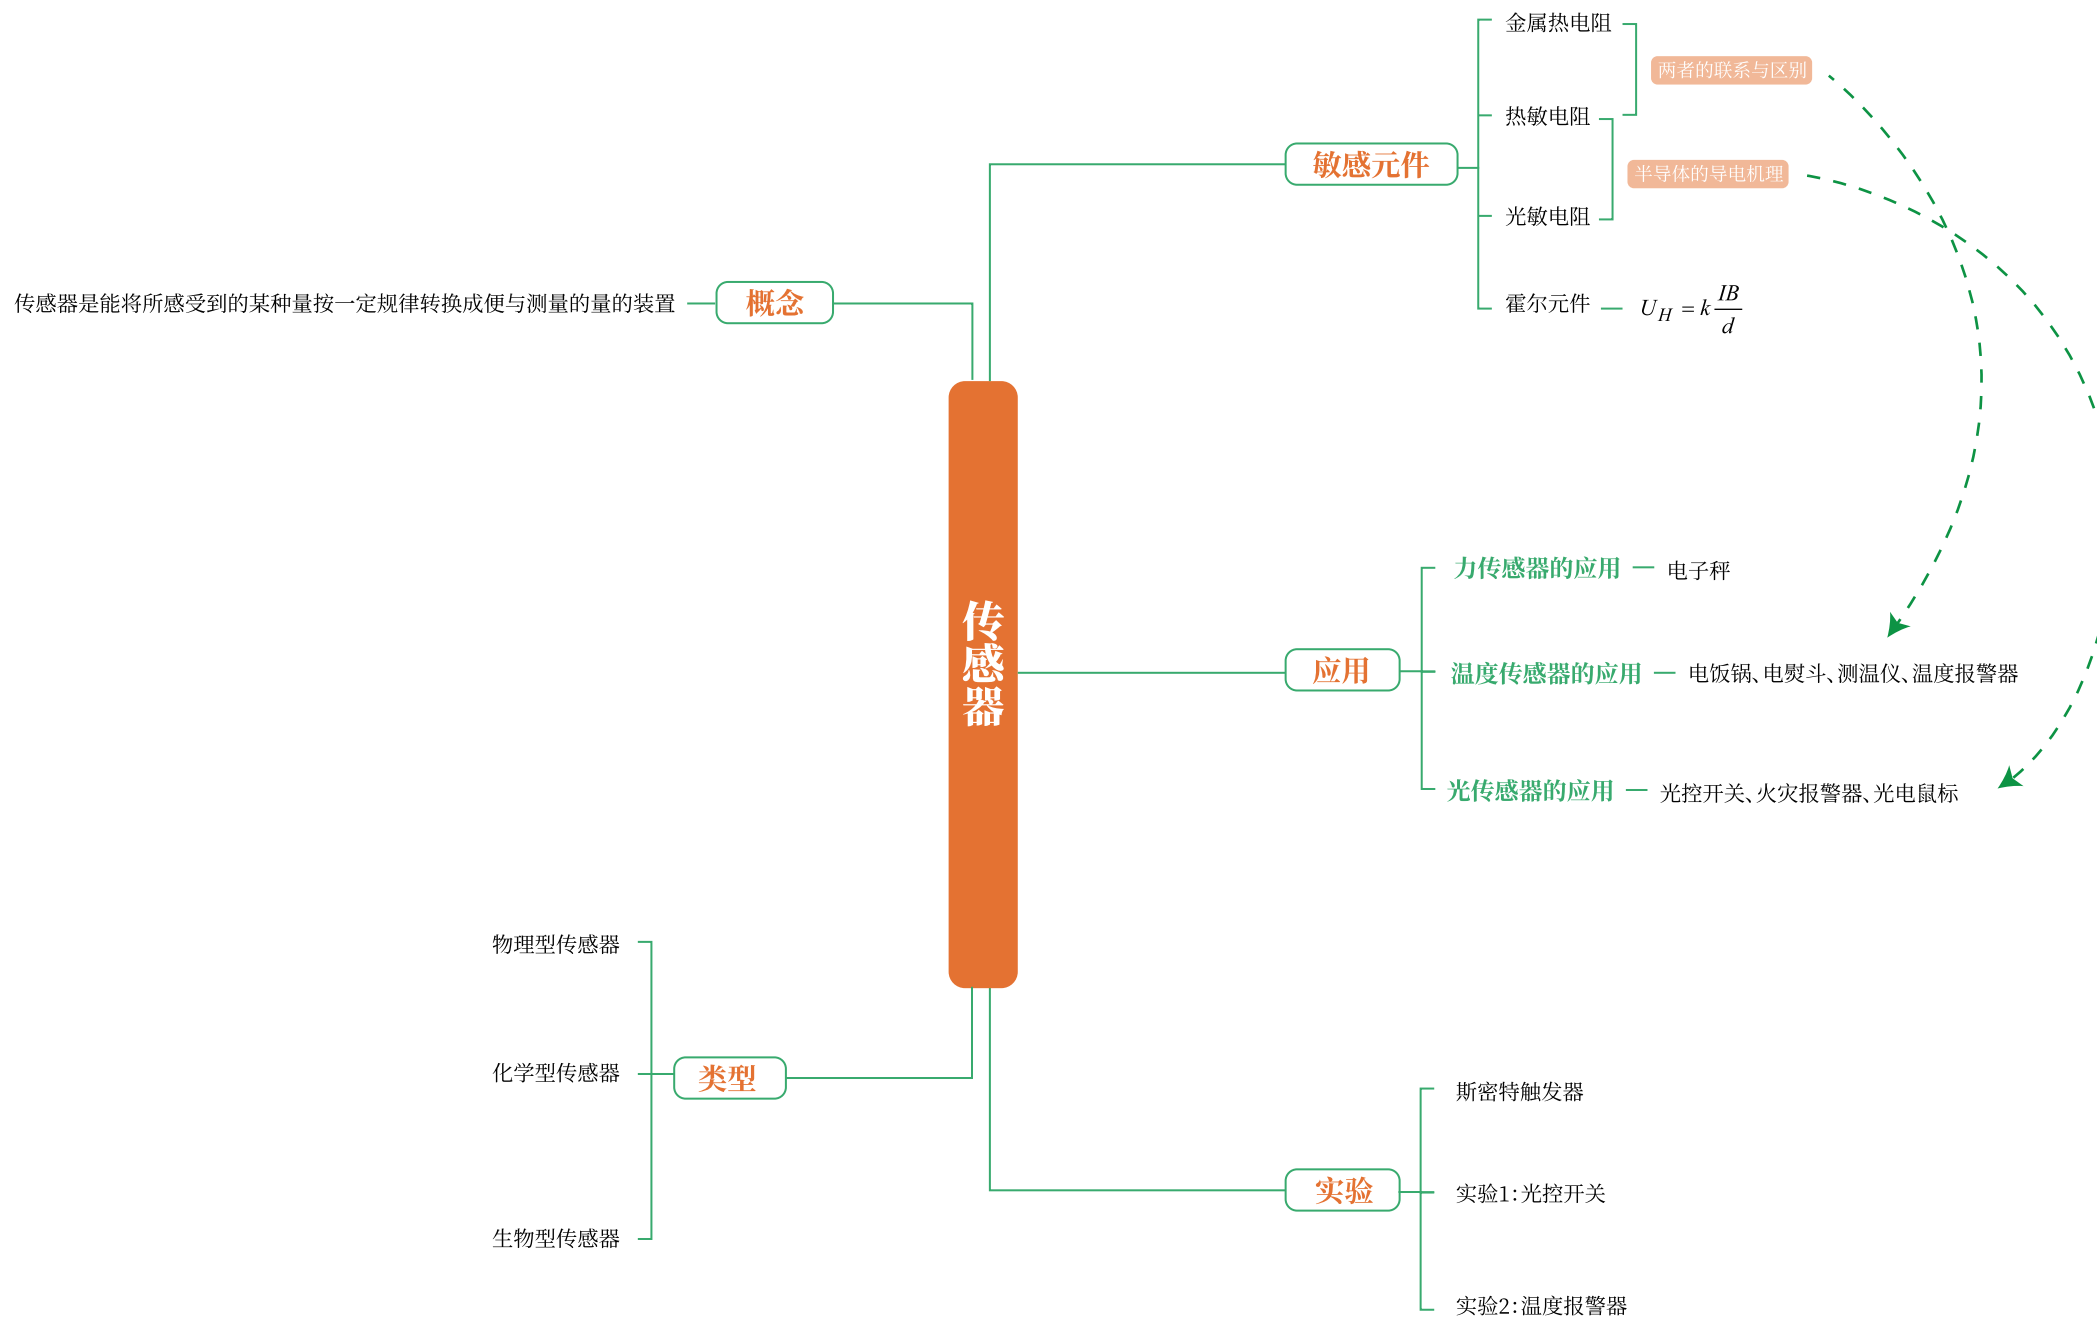 传感器
概念
传感器是能将所感受到的某种量按一定规律转换成便与测量的量的装置
敏感元件
金属热电阻
热敏电阻
光敏电阻
两者的联系与区别
半导体的导电机理
霍尔元件
U_H = k IB/d
应用
力传感器的应用
电子秤
温度传感器的应用
电饭锅、电熨斗、测温仪、温度报警器
光传感器的应用
光控开关、火灾报警器、光电鼠标
类型
物理型传感器
化学型传感器
生物型传感器
实验
斯密特触发器
实验1:光控开关
实验2:温度报警器